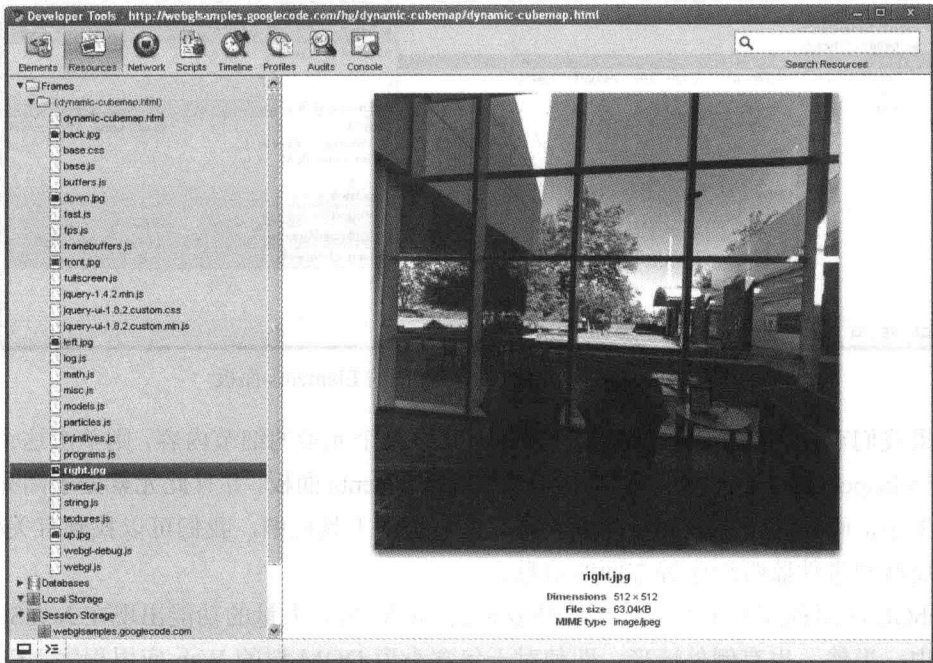 Developer Tools - http://webglsamples.googlecode.com/hg/dynamic-cubemap/dynamic-cubemap.html
Elements Resources Network Scripts Timeline Profiles Audits Console
Search Resources
Frames
(dynamic-cubemap.html)
dynamic-cubemap.html
back.jpg
base.css
base.js
buffers.js
down.jpg
fast.js
fps.js
framebuffers.js
front.jpg
fullscreen.js
jquery-1.4.2.min.js
jquery-ui-1.8.2.custom.css
jquery-ui-1.8.2.custom.min.js
left.jpg
log.js
math.js
misc.js
models.js
particles.js
primitives.js
programs.js
right.jpg
shader.js
string.js
textures.js
up.jpg
webgl-debug.js
webgl.js
Databases
Local Storage
Session Storage
webglsamples.googlecode.com
right.jpg
Dimensions 512 × 512
File size 63.04KB
MIME type image/jpeg